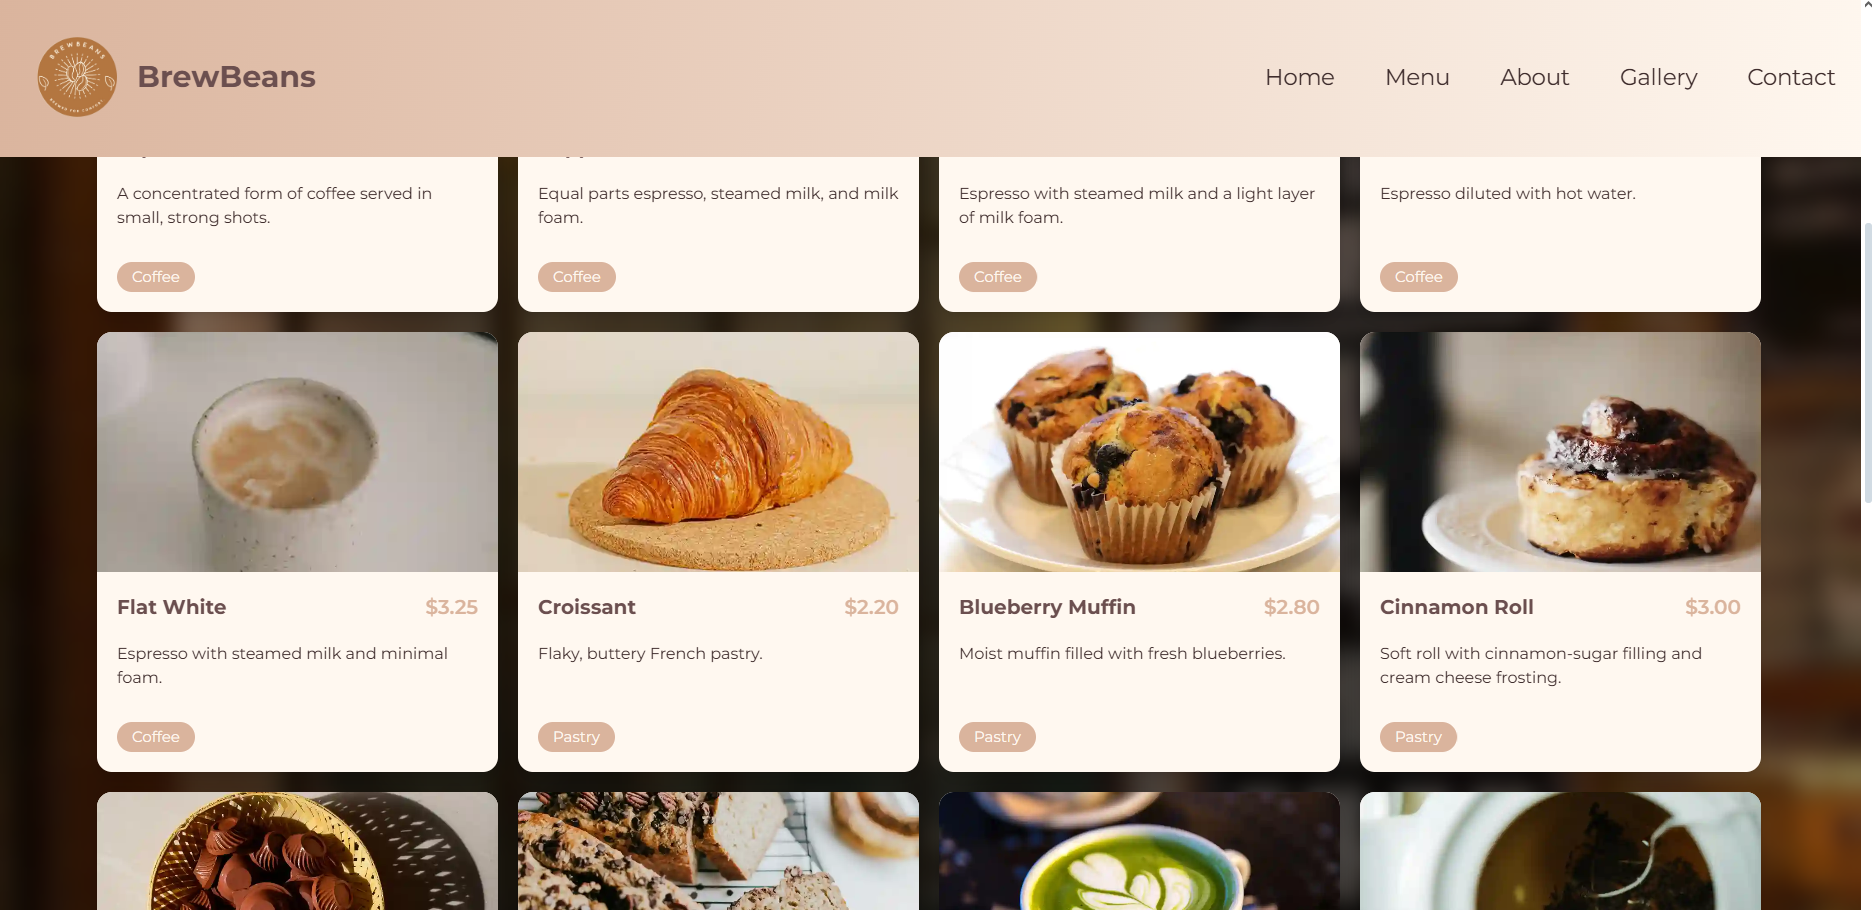 BREWBEANS
BrewBeans
Home
Menu
About
Gallery
Contact
A concentrated form of coffee served in
small, strong shots.
Coffee
Equal parts espresso, steamed milk, and milk
foam.
Coffee
Espresso with steamed milk and a light layer
of milk foam.
Coffee
Espresso diluted with hot water.
Coffee
Flat White
$3.25
Espresso with steamed milk and minimal
foam.
Coffee
Croissant
$2.20
Flaky, buttery French pastry.
Pastry
Blueberry Muffin
$2.80
Moist muffin filled with fresh blueberries.
Pastry
Cinnamon Roll
$3.00
Soft roll with cinnamon-sugar filling and
cream cheese frosting.
Pastry